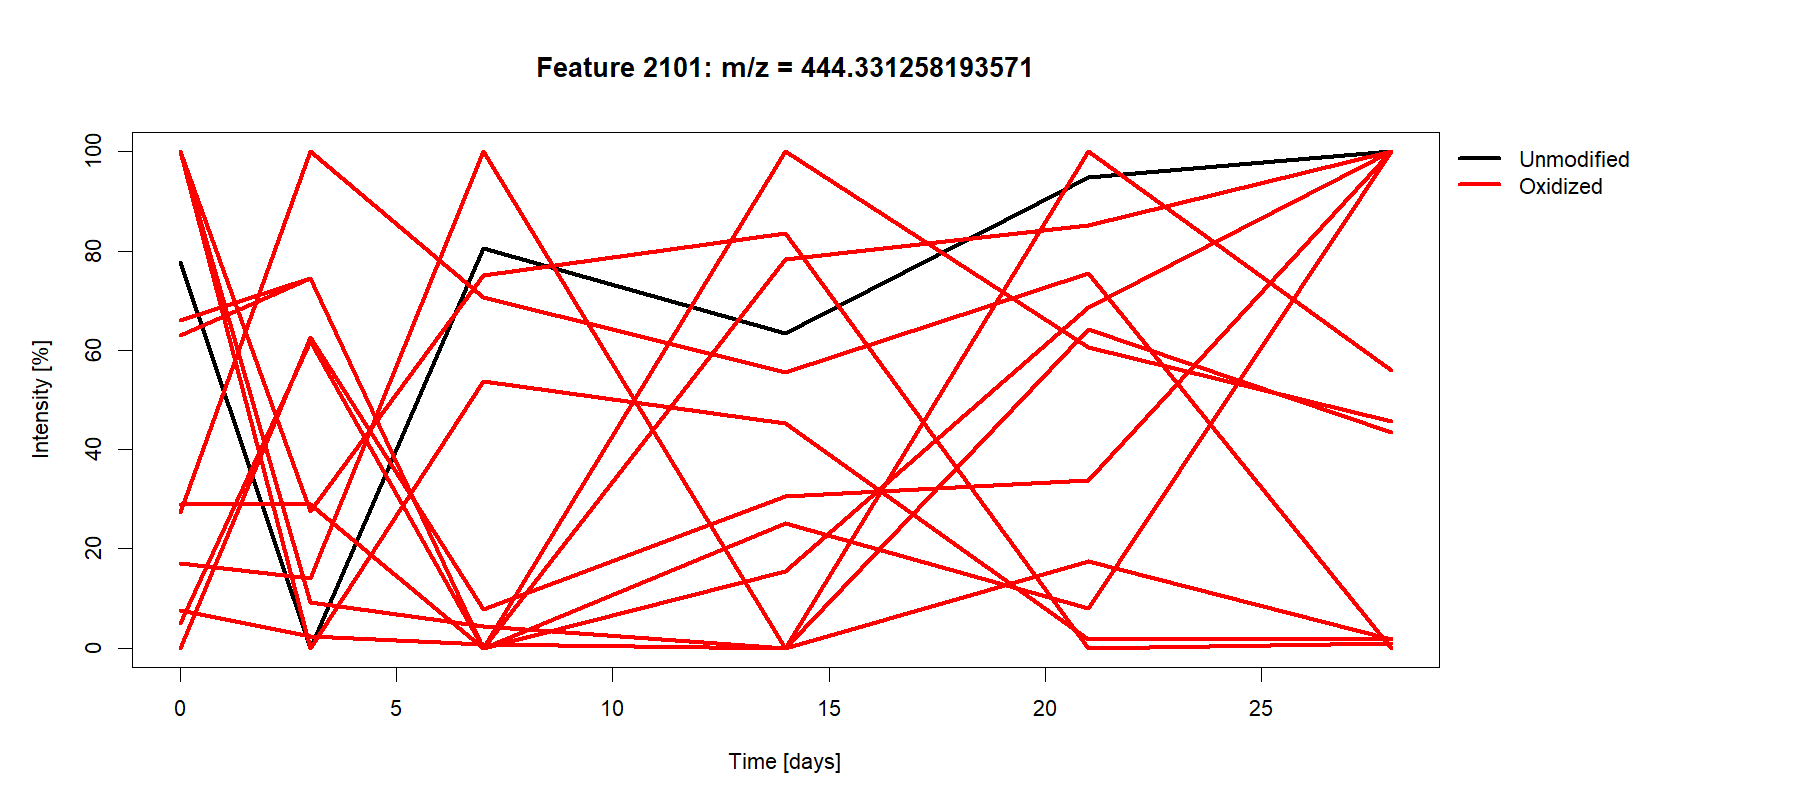 Feature 2101: m/z = 444.331258193571
Unmodified
Oxidized
Intensity [%]
100
80
60
40
20
0
0 5 10 15 20 25
Time [days]